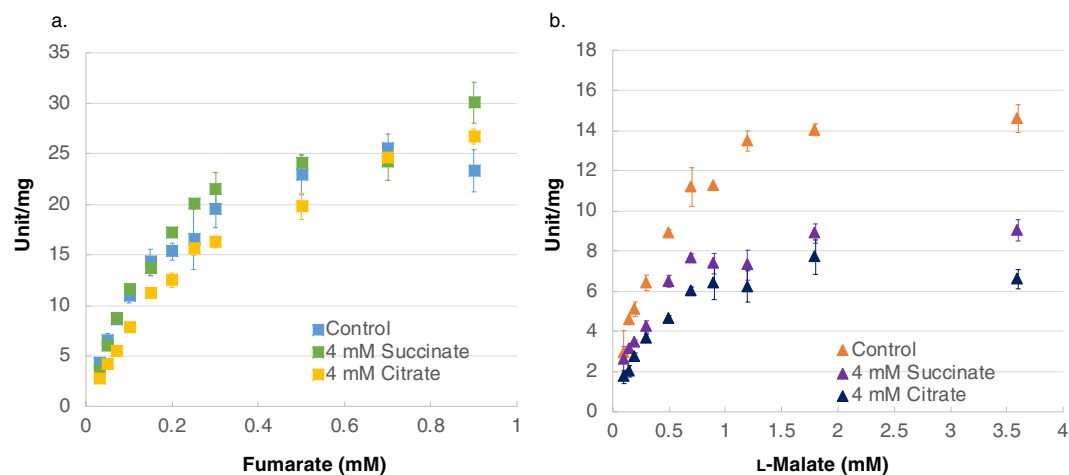 a.
Unit/mg
35
30
25
20
15
10
5
0
Control
4 mM Succinate
4 mM Citrate
0
0.2
0.4
0.6
0.8
1
Fumarate (mM)
b.
Unit/mg
18
16
14
12
10
8
6
4
2
0
Control
4 mM Succinate
4 mM Citrate
0
0.5
1
1.5
2
2.5
3
3.5
4
L-Malate (mM)